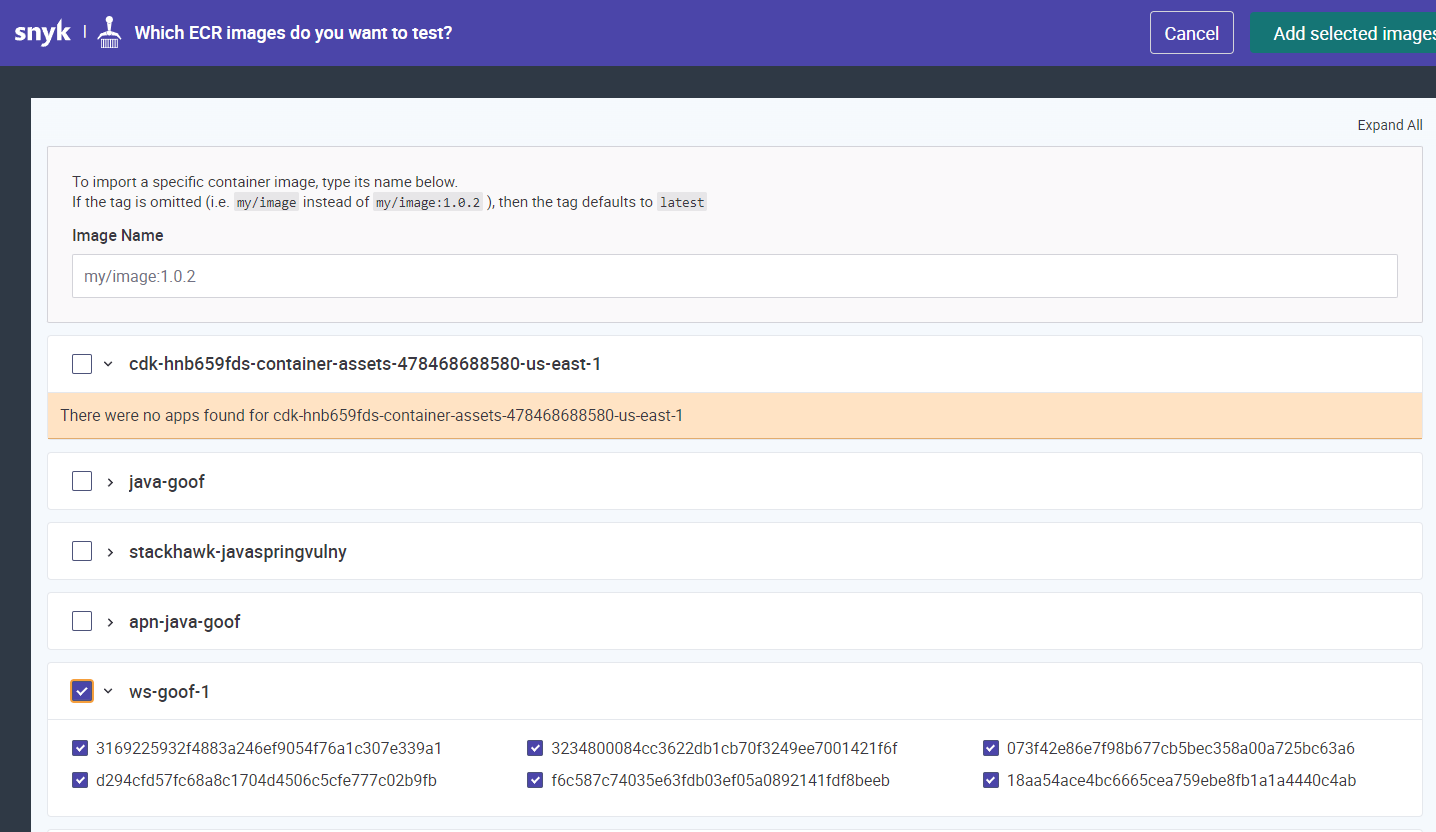 snyk | Which ECR images do you want to test? Cancel Add selected images
Expand All
To import a specific container image, type its name below.
If the tag is omitted (i.e. my/image instead of my/image:1.0.2 ), then the tag defaults to latest
Image Name
my/image:1.0.2
cdk-hnb659fds-container-assets-478468688580-us-east-1
There were no apps found for cdk-hnb659fds-container-assets-478468688580-us-east-1
java-goof
stackhawk-javaspringvulny
apn-java-goof
ws-goof-1
3169225932f4883a246ef9054f76a1c307e339a1 3234800084cc3622db1cb70f3249ee7001421f6f 073f42e86e7f98b677cb5bec358a00a725bc63a6
d294cfd57fc68a8c1704d4506c5cfe777c02b9fb f6c587c74035e63fdb03ef05a0892141fdf8beeb 18aa54ace4bc6665cea759ebe8fb1a1a4440c4ab